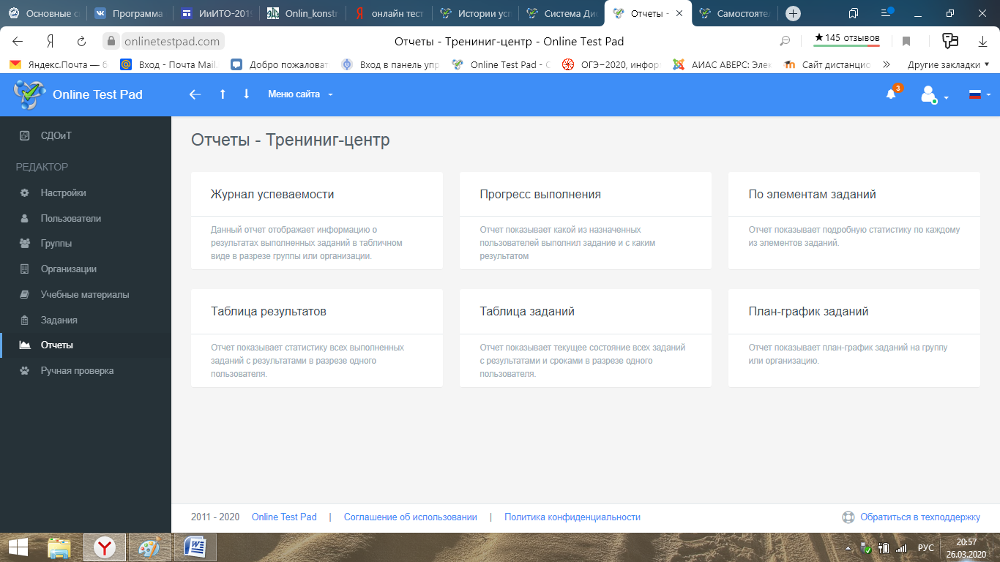 Основные с
Программа
ИиИТО-201
Onlin_konst
онлайн тест
Истории усп
Система Дис
Отчеты -
Самостоятел
onlinetestpad.com
Отчеты - Трениниг-центр - Online Test Pad
★145 отзывов
Яндекс.Почта — б
Вход - Почта Mail.
Добро пожаловат
Вход в панель упр
Online Test Pad - С
ОГЭ–2020, инфор
АИАС АВЕРС: Элек
Сайт дистанцио
Другие закладки
Online Test Pad
Меню сайта
3
СДОиТ
РЕДАКТОР
Настройки
Пользователи
Группы
Организации
Учебные материалы
Задания
Отчеты
Ручная проверка
Отчеты - Трениниг-центр
Журнал успеваемости
Данный отчет отображает информацию о
результатах выполненных заданий в табличном
виде в разрезе группы или организации.
Прогресс выполнения
Отчет показывает какой из назначенных
пользователей выполнил задание и с каким
результатом
По элементам заданий
Отчет показывает подробную статистику по каждому
из элементов заданий.
Таблица результатов
Отчет показывает статистику всех выполненных
заданий с результатами в разрезе одного
пользователя.
Таблица заданий
Отчет показывает текущее состояние всех заданий
с результатами и сроками в разрезе одного
пользователя.
План-график заданий
Отчет показывает план-график заданий на группу
или организацию.
2011 - 2020 Online Test Pad | Соглашение об использовании | Политика конфиденциальности
Обратиться в техподдержку
РУС
20:57
26.03.2020